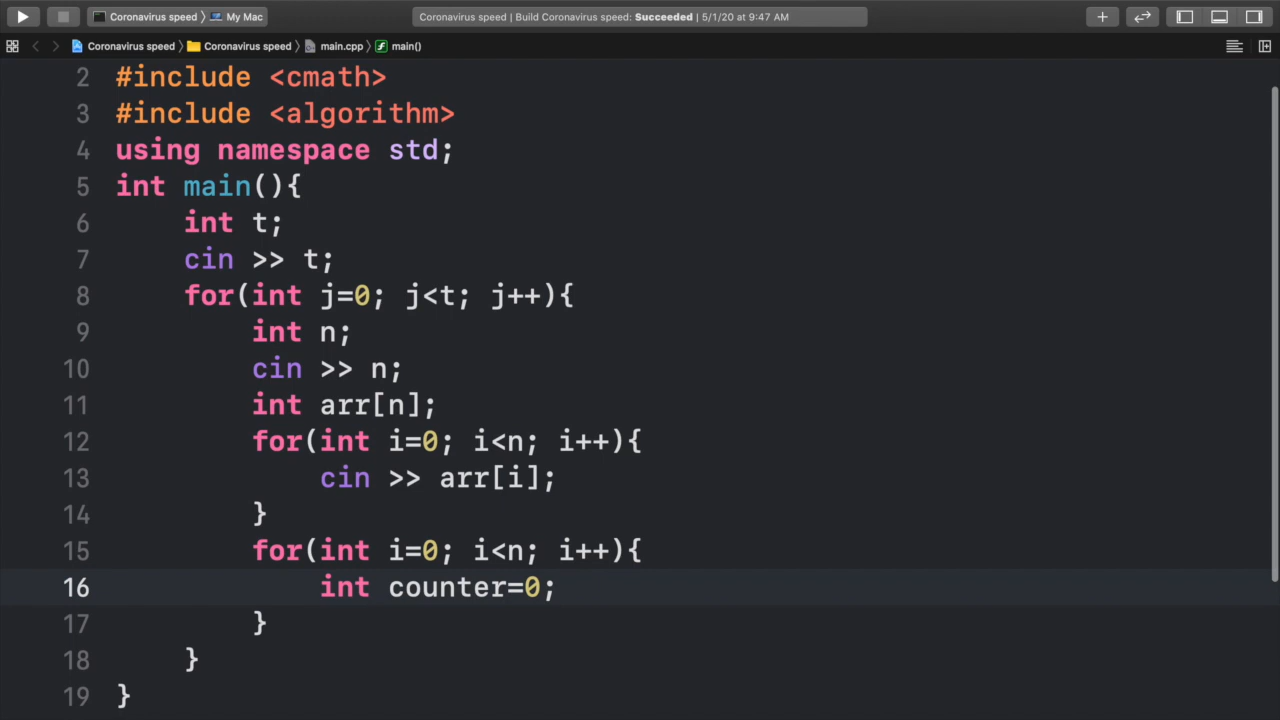 Coronavirus speed 〉 My Mac
Coronavirus speed | Build Coronavirus speed: Succeeded | 5/1/20 at 9:47 AM
Coronavirus speed 〉 Coronavirus speed 〉 main.cpp 〉 f main()
2 #include <cmath>
3 #include <algorithm>
4 using namespace std;
5 int main(){
6 int t;
7 cin >> t;
8 for(int j=0; j<t; j++){
9 int n;
10 cin >> n;
11 int arr[n];
12 for(int i=0; i<n; i++){
13 cin >> arr[i];
14 }
15 for(int i=0; i<n; i++){
16 int counter=0;
17 }
18 }
19 }